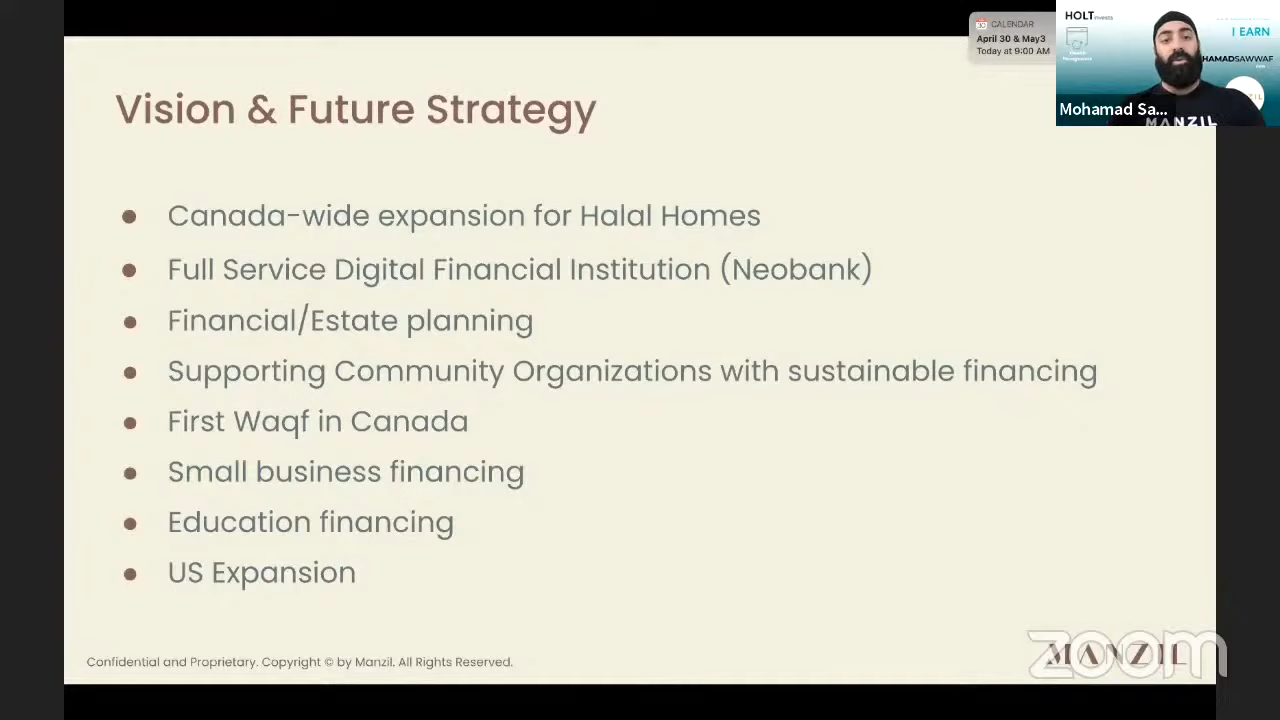 CALENDAR
April 30 & May3
Today at 9:00 AM
HOLT
I EARN
HAMADSAWWAF
MANZIL
Mohamad Sa...
Vision & Future Strategy
Canada-wide expansion for Halal Homes
Full Service Digital Financial Institution (Neobank)
Financial/Estate planning
Supporting Community Organizations with sustainable financing
First Waqf in Canada
Small business financing
Education financing
US Expansion
Confidential and Proprietary. Copyright © by Manzil. All Rights Reserved.
MANZIL
zoom